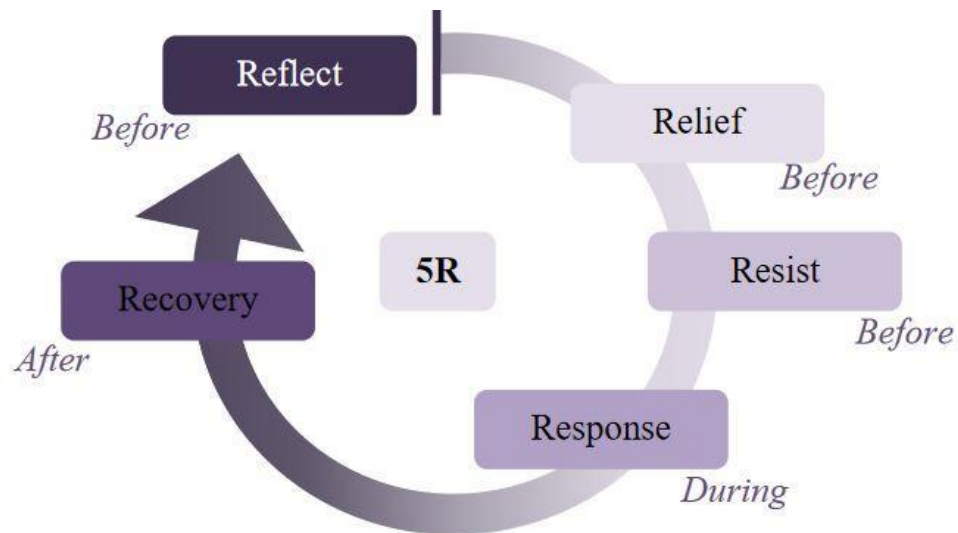 Reflect
Before
Relief
Before
Resist
Before
5R
Response
During
Recovery
After